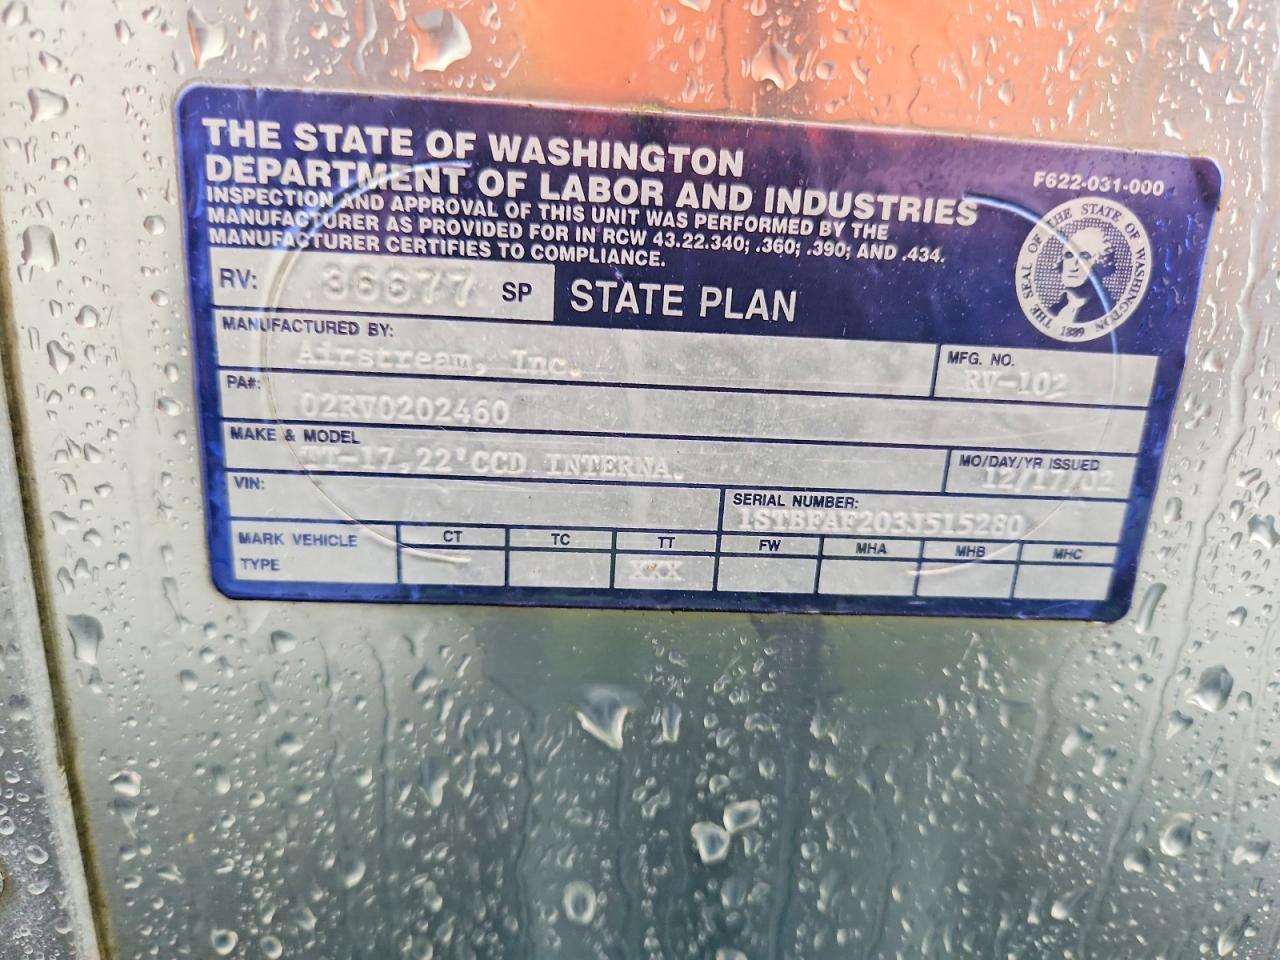 THE STATE OF WASHINGTON
DEPARTMENT OF LABOR AND INDUSTRIES
INSPECTION AND APPROVAL OF THIS UNIT WAS PERFORMED BY THE
MANUFACTURER AS PROVIDED FOR IN RCW 43.22.340; .360; .390; AND .434.
MANUFACTURER CERTIFIES TO COMPLIANCE.
F622-031-000
THE SEAL OF THE STATE OF WASHINGTON
1889
RV: 36677 SP STATE PLAN
MANUFACTURED BY:
Airstream, Inc.
MFG. NO.
RV-102
PA#:
02RV0202460
MAKE & MODEL
TT-17,22'CCD INTERNA.
MO/DAY/YR ISSUED
12/17/02
VIN:
SERIAL NUMBER:
1STBFAF203J515280
MARK VEHICLE
TYPE
CT TC TT FW MHA MHB MHC
XXX